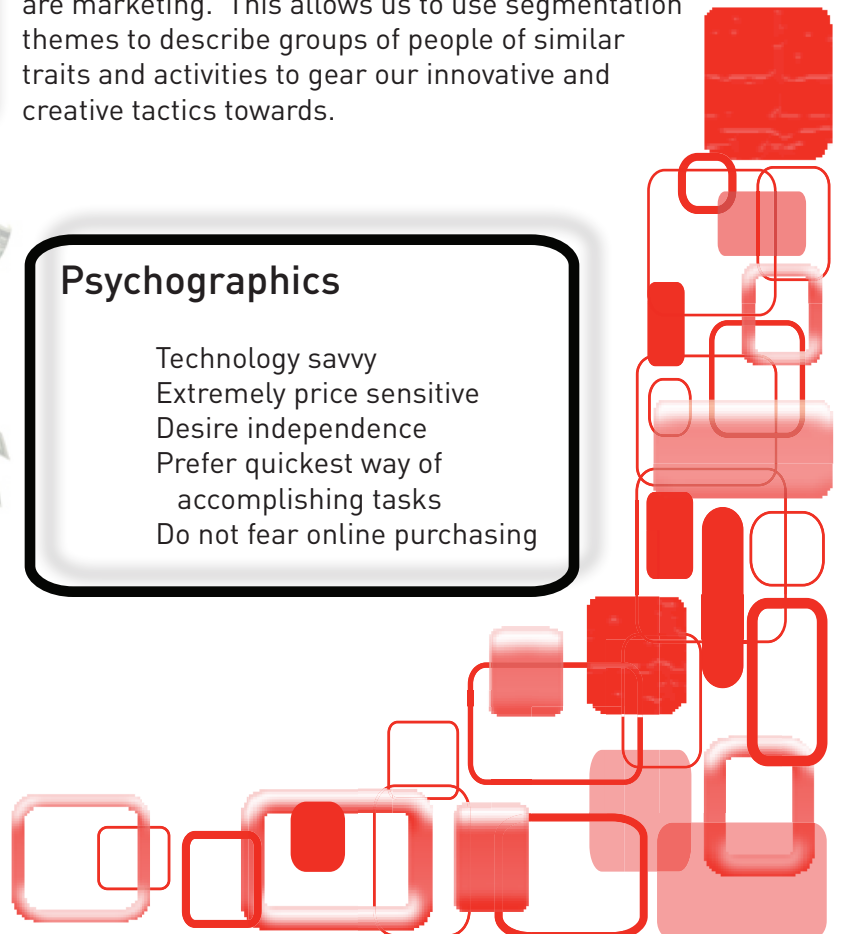 are marketing. This allows us to use segmentation
themes to describe groups of people of similar
traits and activities to gear our innovative and
creative tactics towards.
Psychographics
Technology savvy
Extremely price sensitive
Desire independence
Prefer quickest way of
accomplishing tasks
Do not fear online purchasing